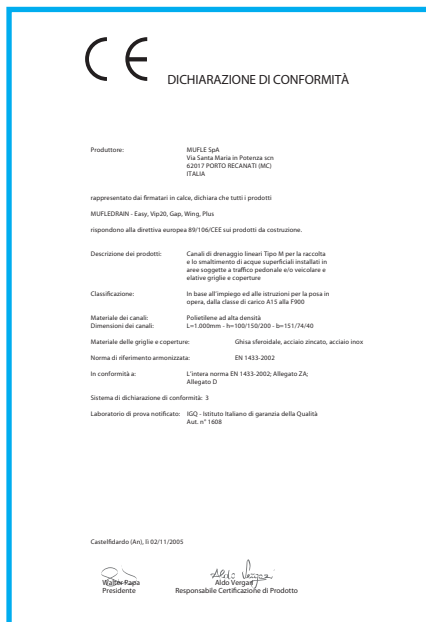 CE
DICHIARAZIONE DI CONFORMITÀ
Produttore: MUFLE SpA
Via Santa Maria in Potenza scn
62017 PORTO RECANATI (MC)
ITALIA
rappresentato dai firmatari in calce, dichiara che tutti i prodotti
MUFLEDRAIN - Easy, Vip20, Gap, Wing, Plus
rispondono alla direttiva europea 89/106/CEE sui prodotti da costruzione.
Descrizione dei prodotti: Canali di drenaggio lineari Tipo M per la raccolta
e lo smaltimento di acque superficiali installati in
aree soggette a traffico pedonale e/o veicolare e
elative griglie e coperture
Classificazione: In base all'impiego ed alle istruzioni per la posa in
opera, dalla classe di carico A15 alla F900
Materiale dei canali: Polietilene ad alta densità
Dimensioni dei canali: L=1.000mm - h=100/150/200 - b=151/74/40
Materiale delle griglie e coperture: Ghisa sferoidale, acciaio zincato, acciaio inox
Norma di riferimento armonizzata: EN 1433-2002
In conformità a: L'intera norma EN 1433-2002; Allegato ZA;
Allegato D
Sistema di dichiarazione di conformità: 3
Laboratorio di prova notificato: IGQ - Istituto Italiano di garanzia della Qualità
Aut. n° 1608
Castelfidardo (An), lì 02/11/2005
Aldo Vergari
Walter Papa Aldo Vergari
Presidente Responsabile Certificazione di Prodotto